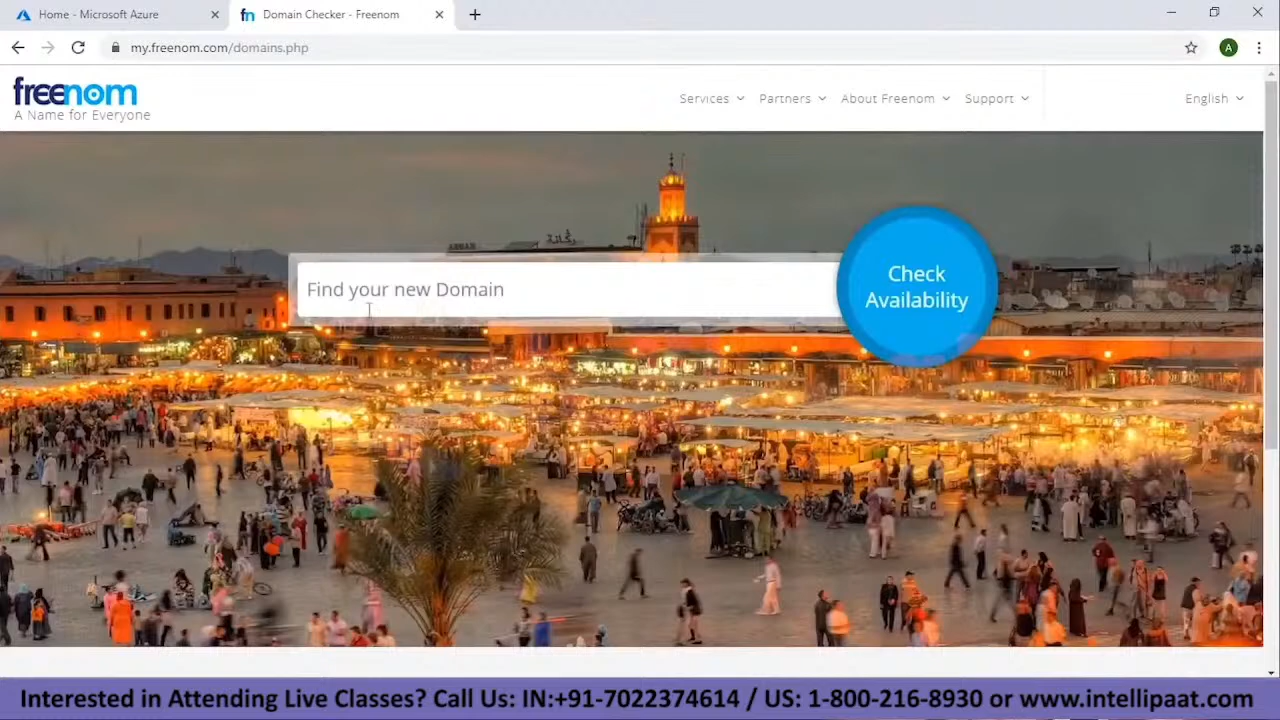 Home - Microsoft Azure
Domain Checker - Freenom
my.freenom.com/domains.php
A
freenom
A Name for Everyone
Services
Partners
About Freenom
Support
English
Find your new Domain
Check
Availability
Interested in Attending Live Classes? Call Us: IN:+91-7022374614 / US: 1-800-216-8930 or www.intellipaat.com